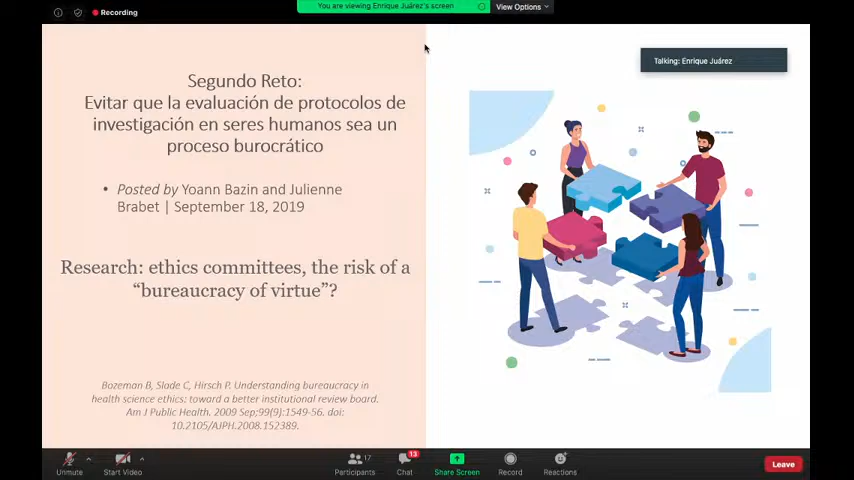 Recording
You are viewing Enrique Juárez's screen
View Options
Talking: Enrique Juárez
Segundo Reto:
Evitar que la evaluación de protocolos de
investigación en seres humanos sea un
proceso burocrático
• Posted by Yoann Bazin and Julienne
Brabet | September 18, 2019
Research: ethics committees, the risk of a
“bureaucracy of virtue”?
Bozeman B, Slade C, Hirsch P. Understanding bureaucracy in
health science ethics: toward a better institutional review board.
Am J Public Health. 2009 Sep;99(9):1549-56. doi:
10.2105/AJPH.2008.152389.
Unmute
Start Video
17
Participants
13
Chat
Share Screen
Record
Reactions
Leave